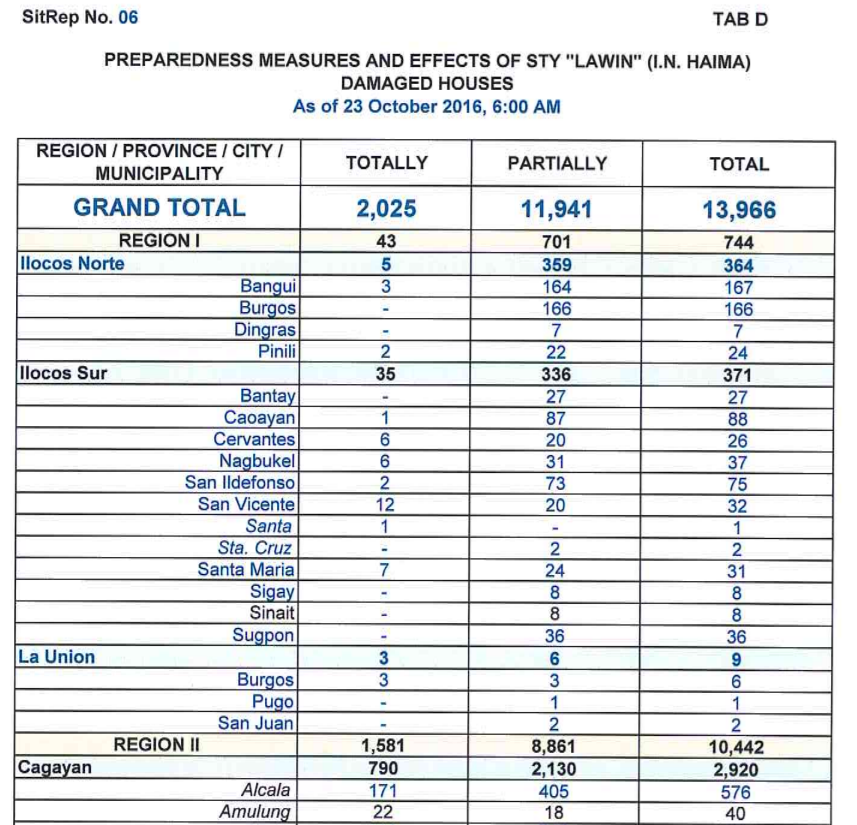 SitRep No. 06 TAB D
PREPAREDNESS MEASURES AND EFFECTS OF STY "LAWIN" (I.N. HAIMA)
DAMAGED HOUSES
As of 23 October 2016, 6:00 AM
REGION / PROVINCE / CITY /
MUNICIPALITY TOTALLY PARTIALLY TOTAL
GRAND TOTAL 2,025 11,941 13,966
REGION I 43 701 744
Ilocos Norte 5 359 364
Bangui 3 164 167
Burgos - 166 166
Dingras - 7 7
Pinili 2 22 24
Ilocos Sur 35 336 371
Bantay - 27 27
Caoayan 1 87 88
Cervantes 6 20 26
Nagbukel 6 31 37
San Ildefonso 2 73 75
San Vicente 12 20 32
Santa 1 - 1
Sta. Cruz - 2 2
Santa Maria 7 24 31
Sigay - 8 8
Sinait - 8 8
Sugpon - 36 36
La Union 3 6 9
Burgos 3 3 6
Pugo - 1 1
San Juan - 2 2
REGION II 1,581 8,861 10,442
Cagayan 790 2,130 2,920
Alcala 171 405 576
Amulung 22 18 40